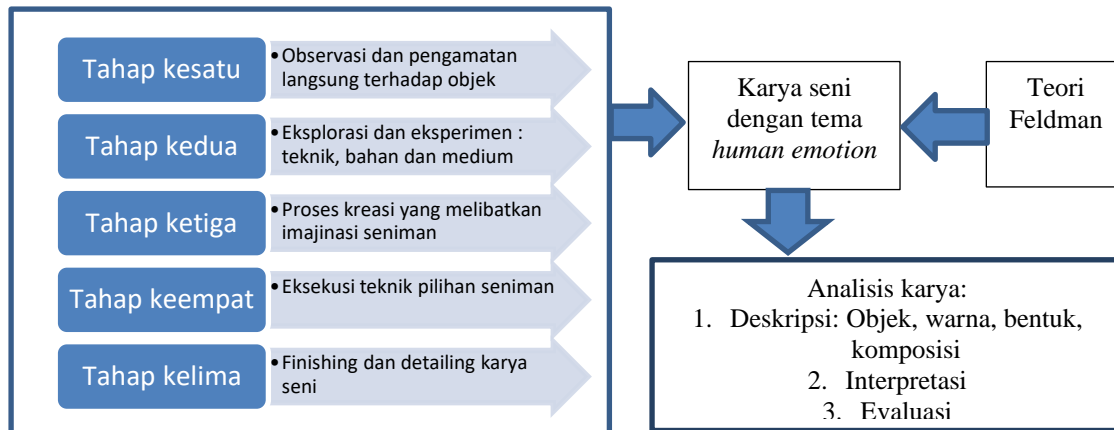 Tahap kesatu
•Observasi dan pengamatan
langsung terhadap objek
Tahap kedua
•Eksplorasi dan eksperimen :
teknik, bahan dan medium
Tahap ketiga
•Proses kreasi yang melibatkan
imajinasi seniman
Tahap keempat
•Eksekusi teknik pilihan seniman
Tahap kelima
•Finishing dan detailing karya
seni
Karya seni
dengan tema
human emotion
Teori
Feldman
Analisis karya:
1. Deskripsi: Objek, warna, bentuk,
komposisi
2. Interpretasi
3. Evaluasi